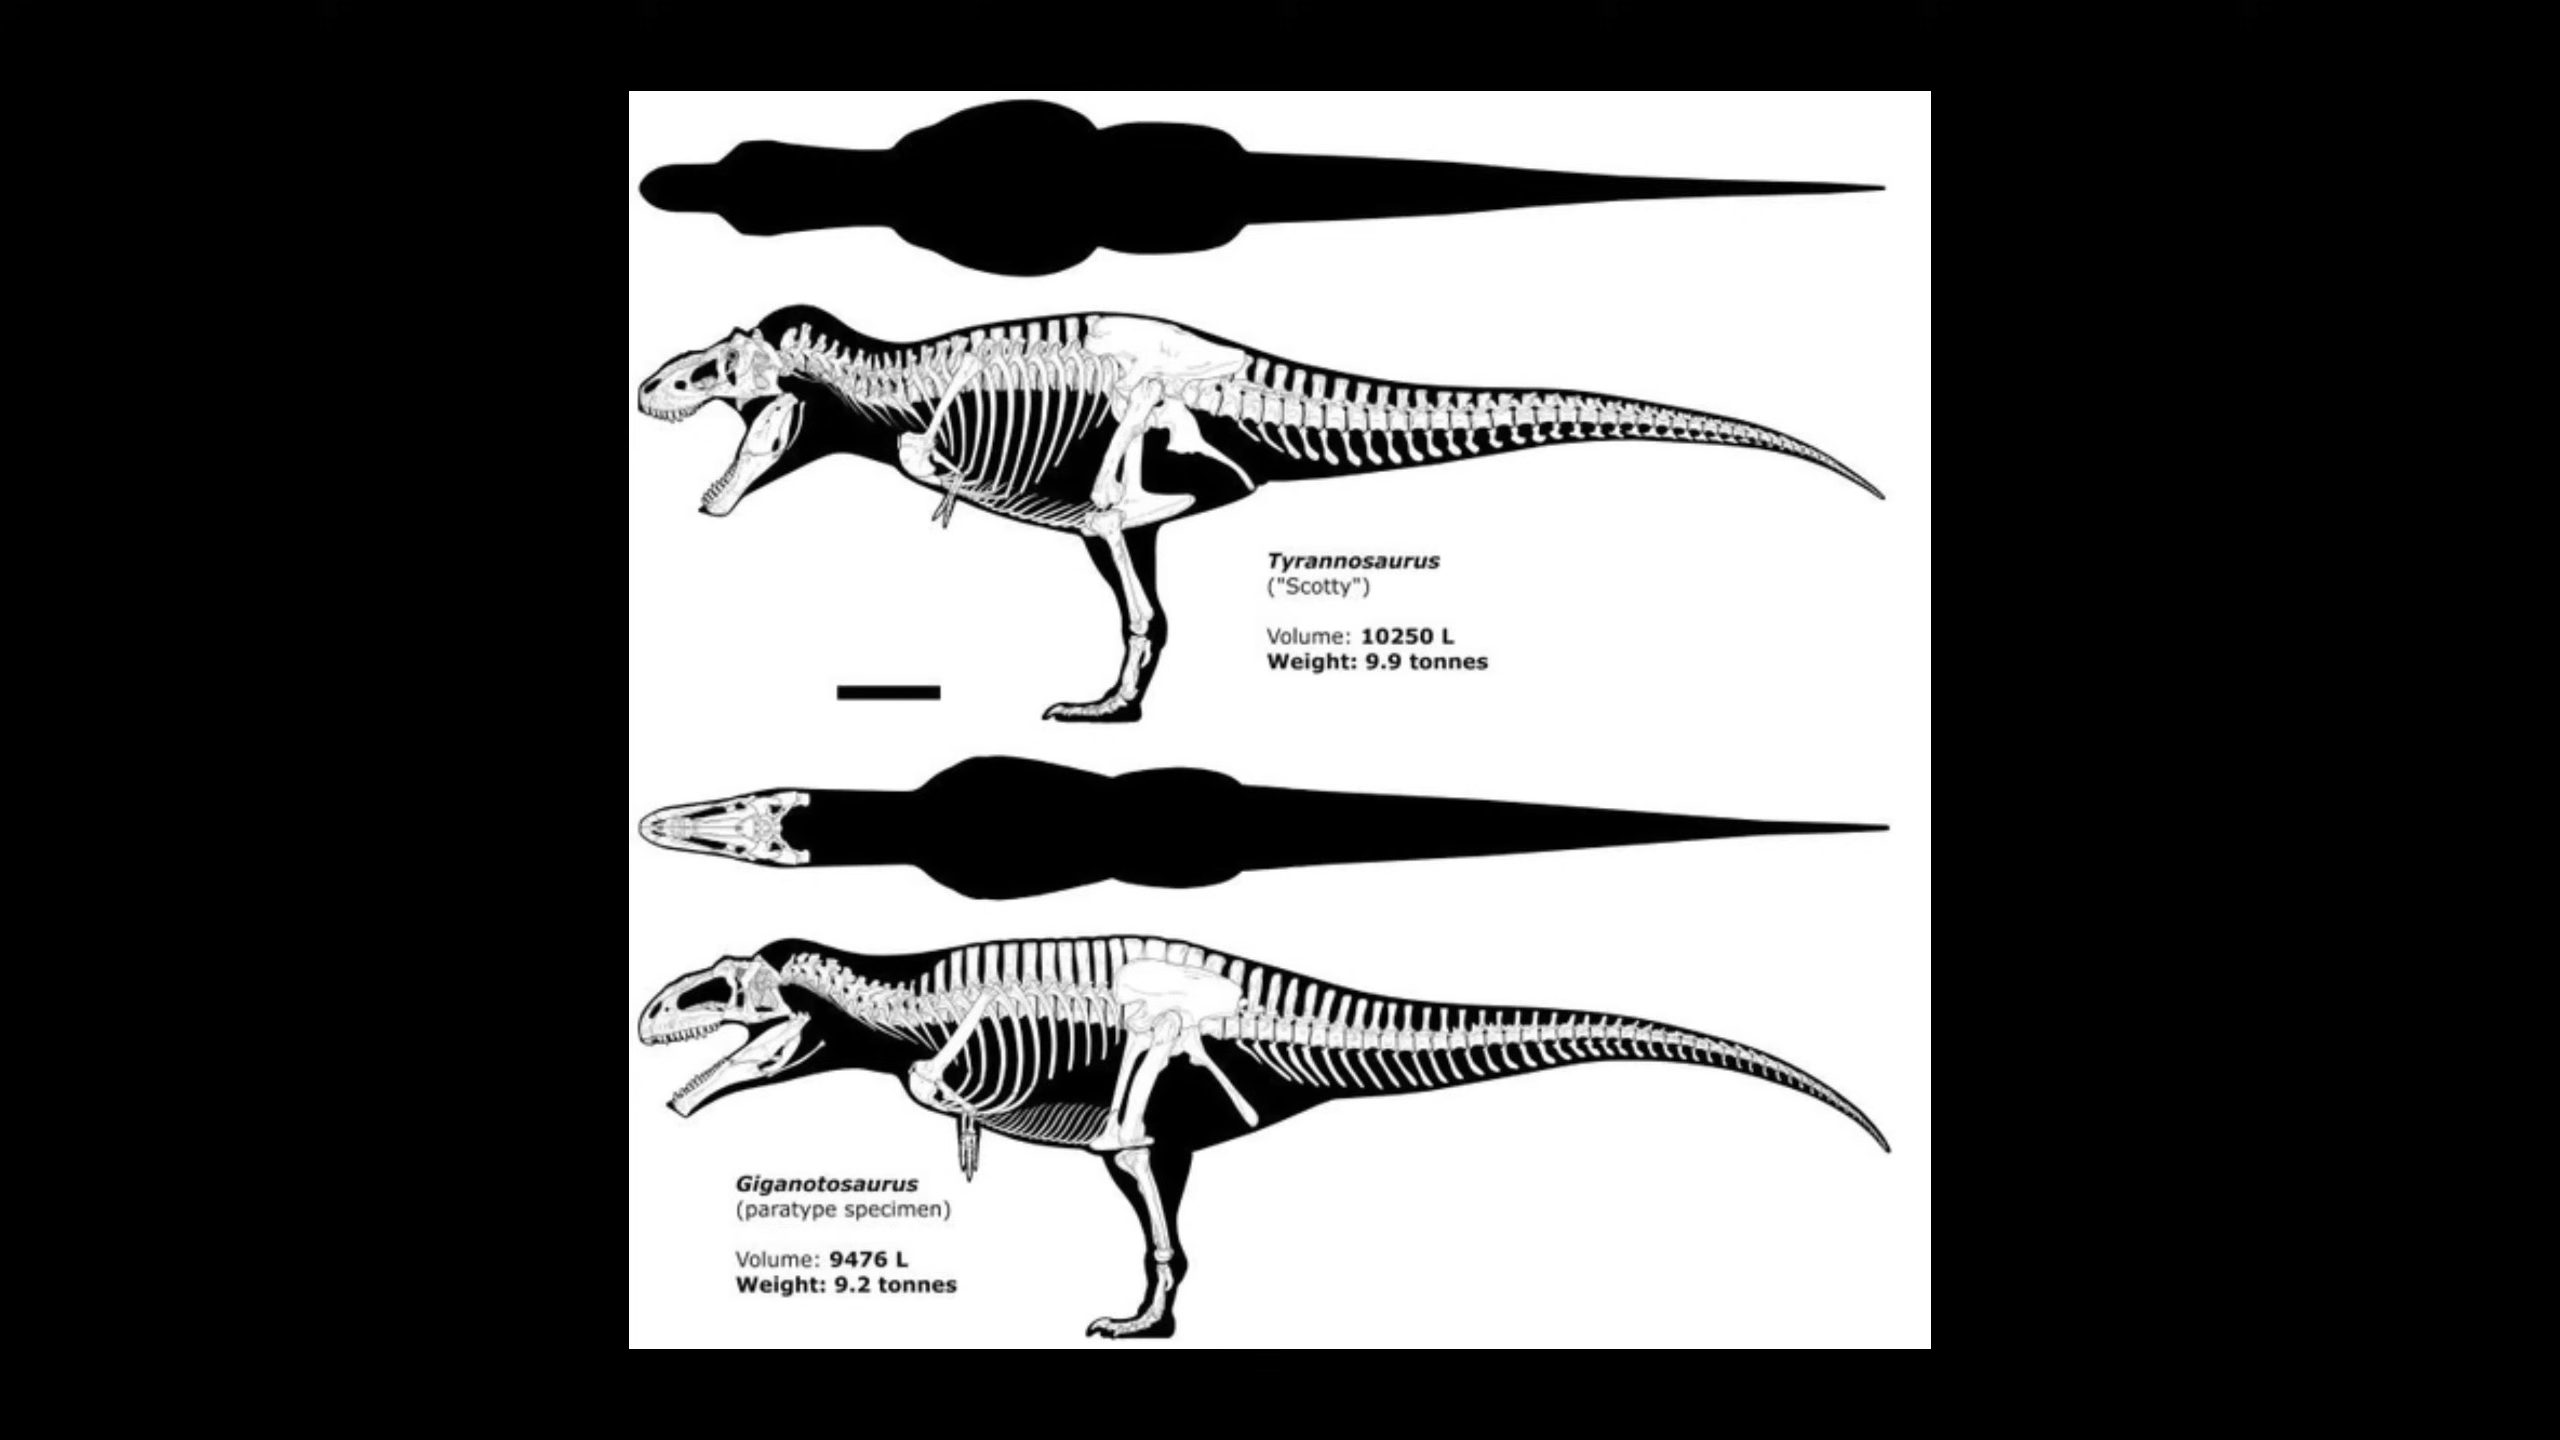 Tyrannosaurus
("Scotty")
Volume: 10250 L
Weight: 9.9 tonnes
Giganotosaurus
(paratype specimen)
Volume: 9476 L
Weight: 9.2 tonnes